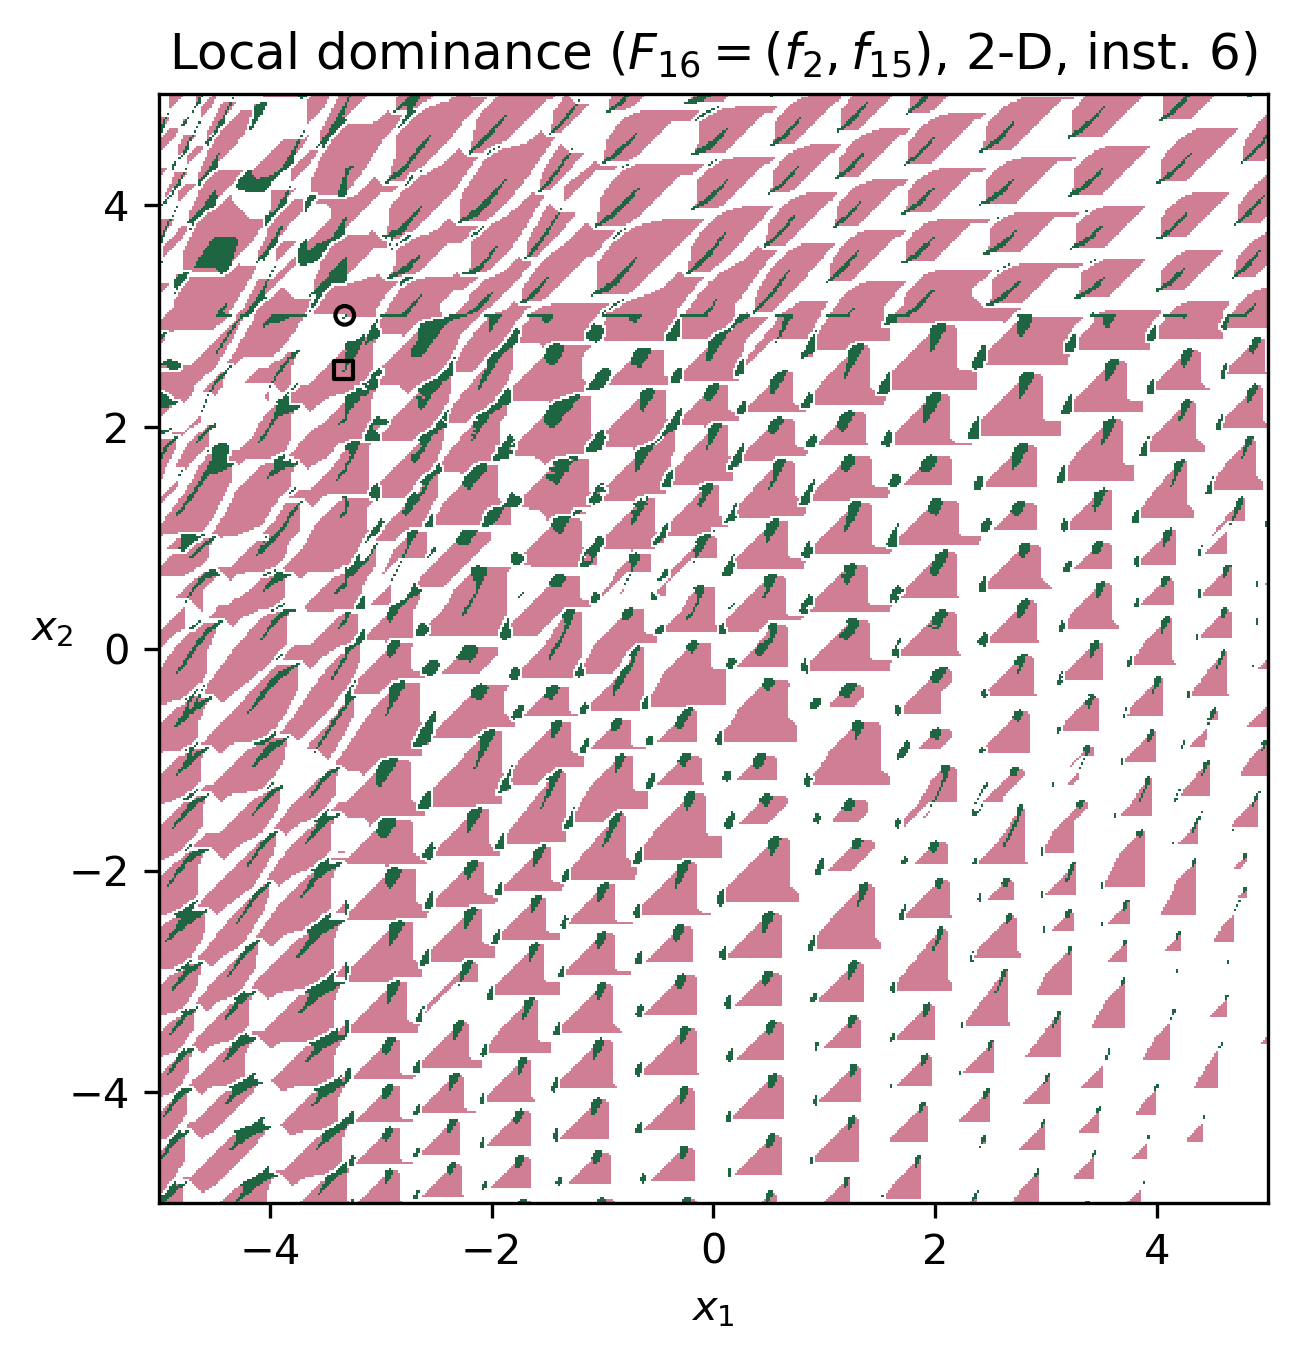 Local dominance (F₁₆ = (f₂, f₁₅), 2-D, inst. 6)
4
2
x₂
0
−2
−4
−4 −2 0 2 4
x₁